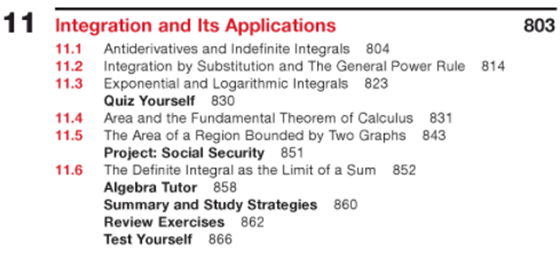 11 Integration and Its Applications 803
11.1 Antiderivatives and Indefinite Integrals 804
11.2 Integration by Substitution and The General Power Rule 814
11.3 Exponential and Logarithmic Integrals 823
Quiz Yourself 830
11.4 Area and the Fundamental Theorem of Calculus 831
11.5 The Area of a Region Bounded by Two Graphs 843
Project: Social Security 851
11.6 The Definite Integral as the Limit of a Sum 852
Algebra Tutor 858
Summary and Study Strategies 860
Review Exercises 862
Test Yourself 866